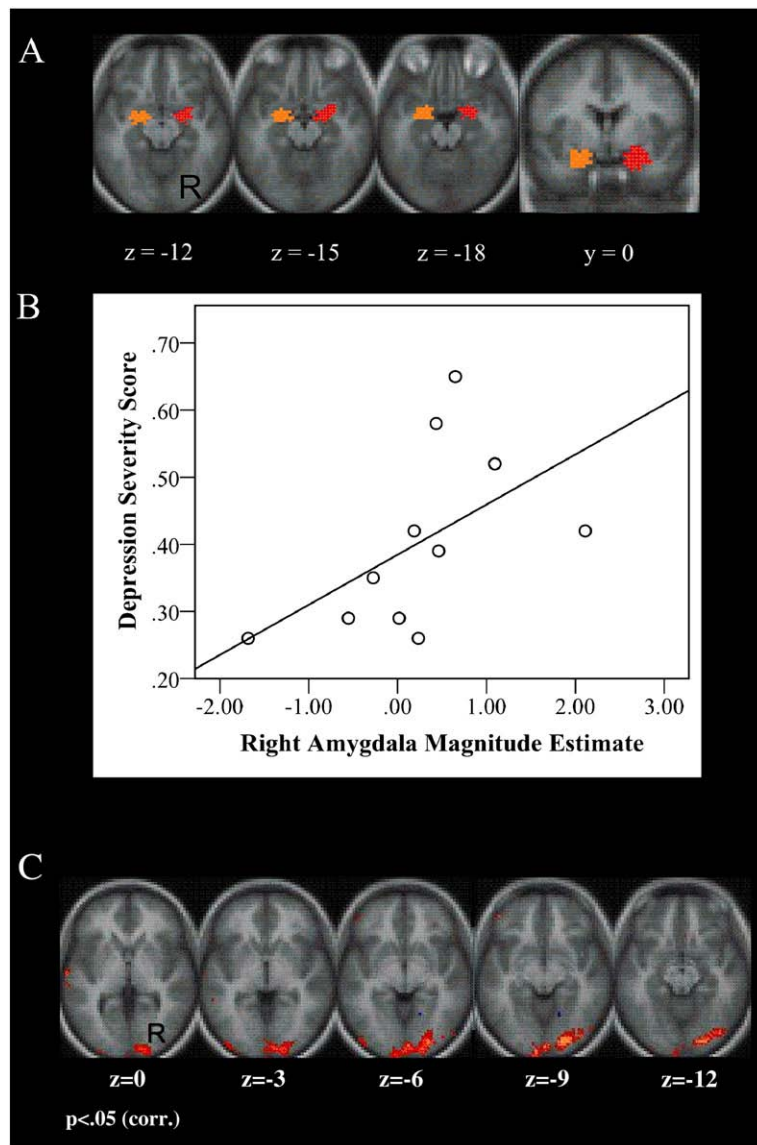 A
R
z = -12 z = -15 z = -18 y = 0
B
Depression Severity Score
.70
.60
.50
.40
.30
.20
-2.00 -1.00 .00 1.00 2.00 3.00
Right Amygdala Magnitude Estimate
C
R
z=0 z=-3 z=-6 z=-9 z=-12
p<.05 (corr.)